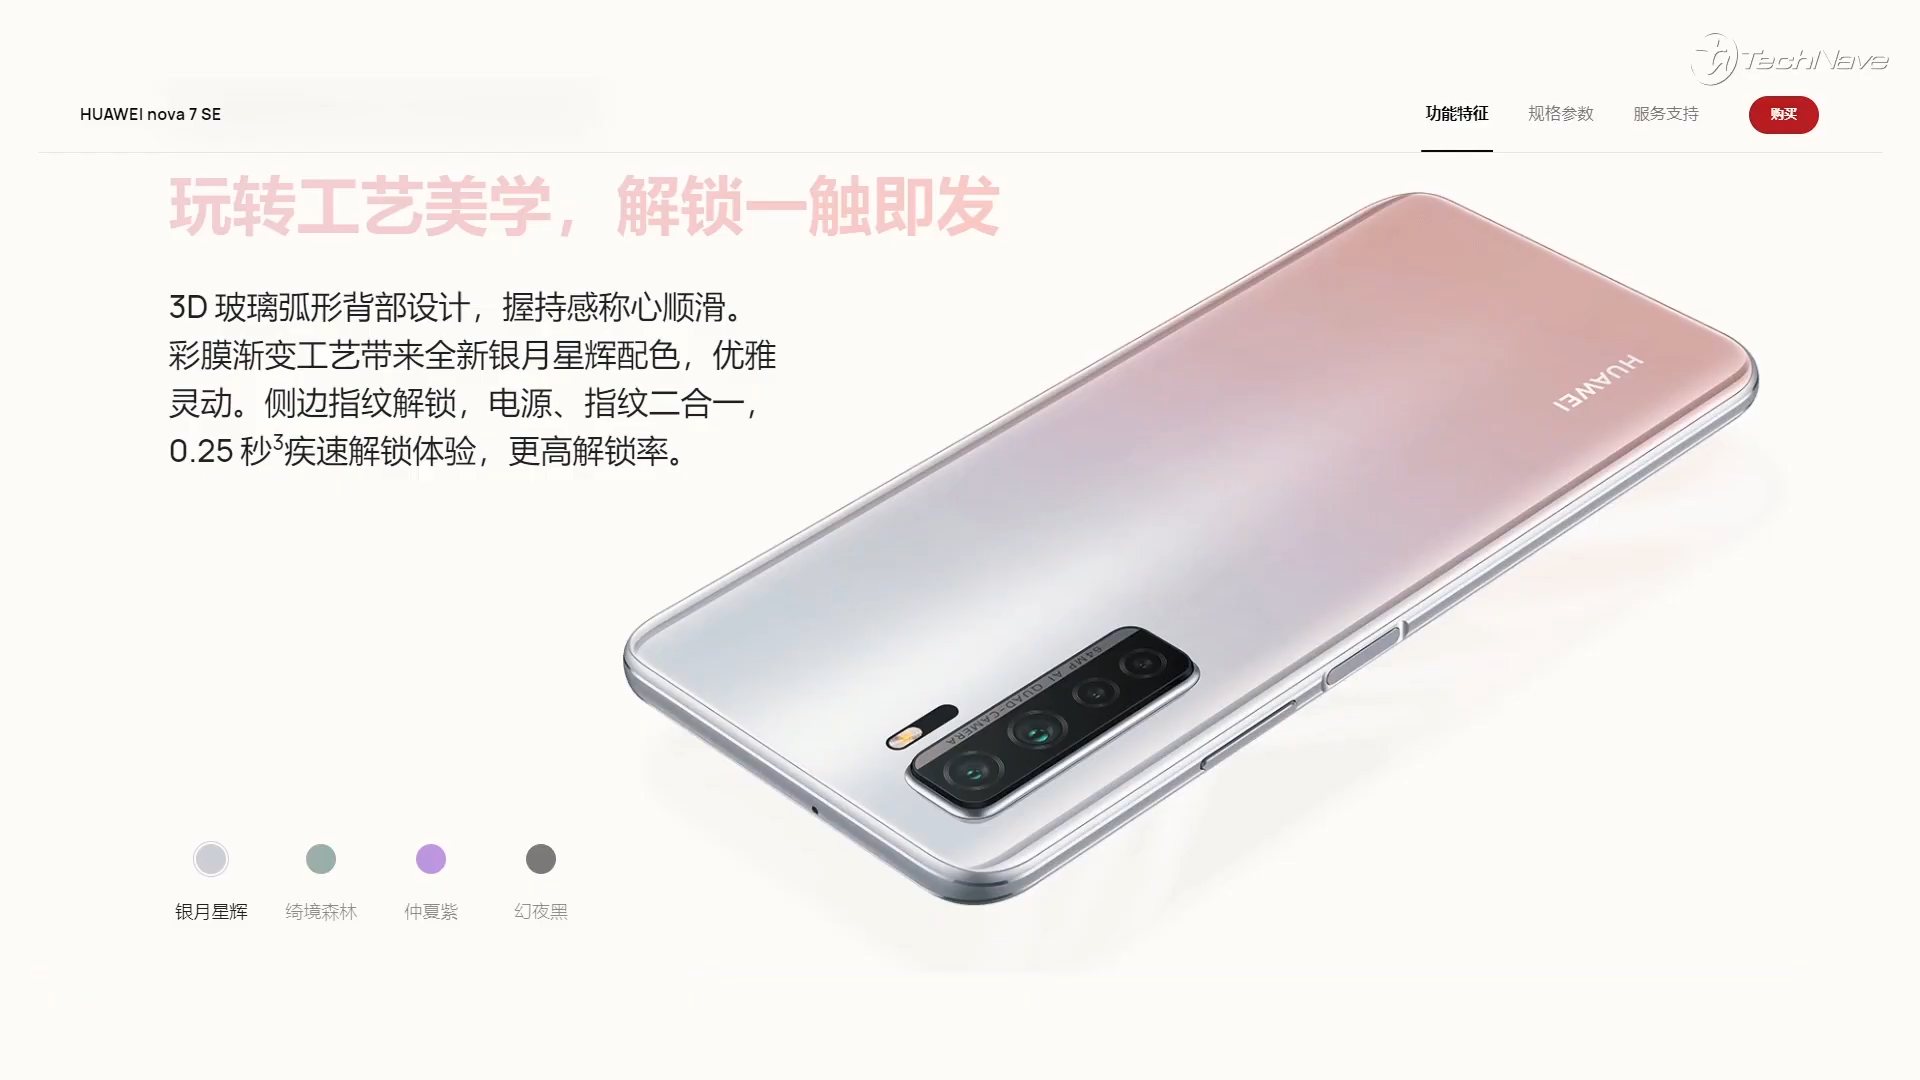 TechNave
HUAWEI nova 7 SE
功能特征
规格参数
服务支持
购买
玩转工艺美学，解锁一触即发
3D 玻璃弧形背部设计，握持感称心顺滑。
彩膜渐变工艺带来全新银月星辉配色，优雅
灵动。侧边指纹解锁，电源、指纹二合一，
0.25 秒3疾速解锁体验，更高解锁率。
HUAWEI
64MP AI QUAD-CAMERA
银月星辉
绮境森林
仲夏紫
幻夜黑